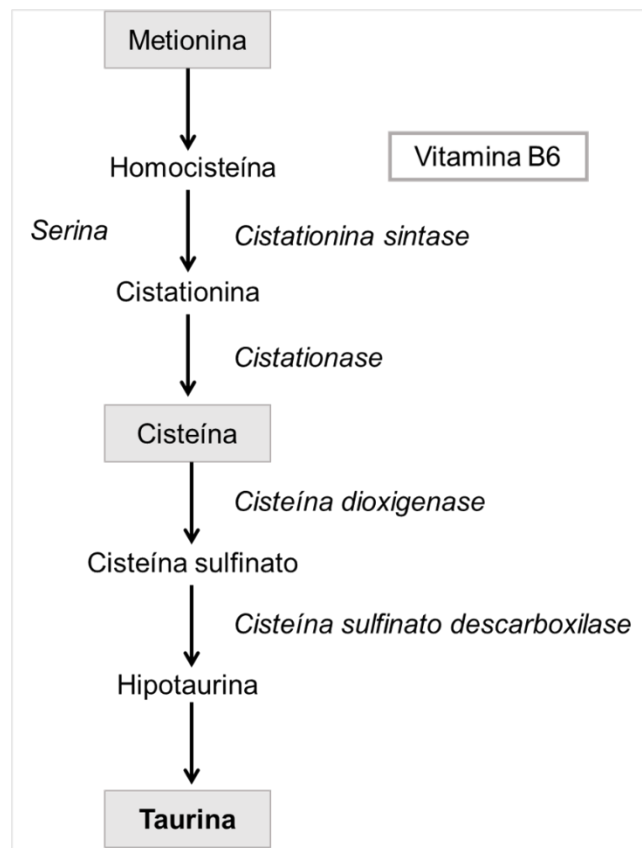 Metionina
Homocisteína
Vitamina B6
Serina
Cistationina sintase
Cistationina
Cistationase
Cisteína
Cisteína dioxigenase
Cisteína sulfinato
Cisteína sulfinato descarboxilase
Hipotaurina
Taurina